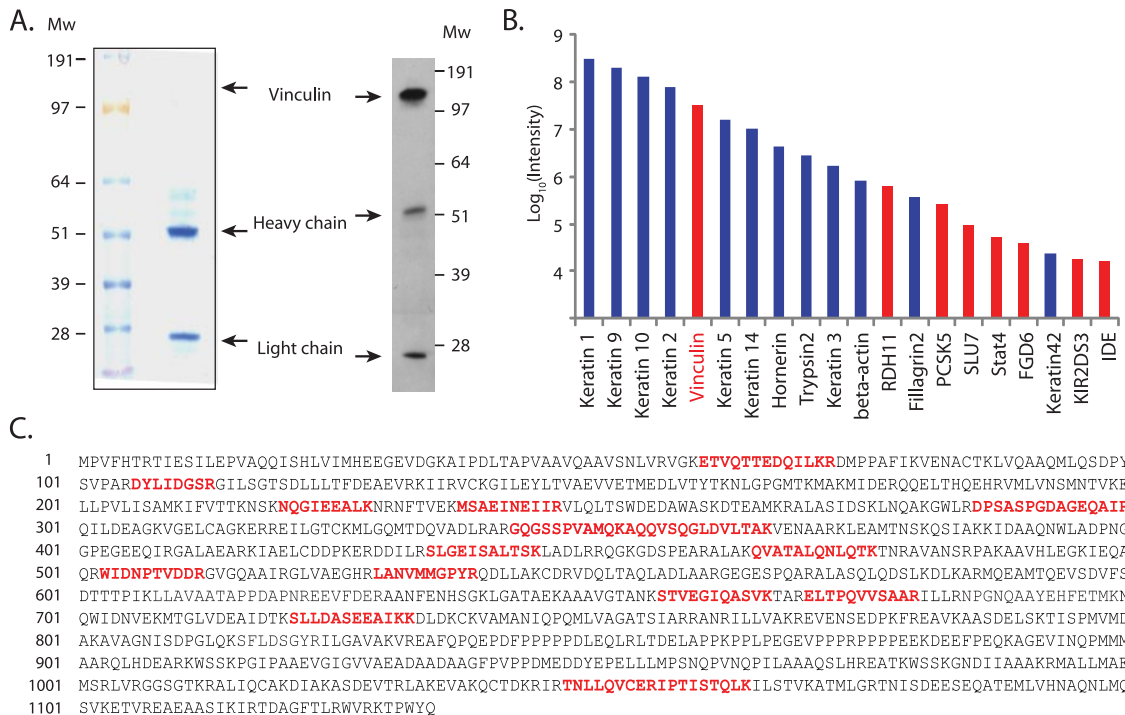 A.
Mw
191
97
64
51
39
28
Vinculin
Heavy chain
Light chain
Mw
191
97
64
51
39
28
B.
Log10(Intensity)
9
8
7
6
5
4
Keratin 1
Keratin 9
Keratin 10
Keratin 2
Vinculin
Keratin 5
Keratin 14
Hornerin
Trypsin2
Keratin 3
beta-actin
RDH11
Fillagrin2
PCSK5
SLU7
Stat4
FGD6
Keratin42
KIR2DS3
IDE
C.
1 MPVFHTRTIESILEPVAQQISHLVIMHEEGEVDGKAIPDLTAPVAAVQAAVSNLVRVGKETVQTTEDQILKRDMPPAFIKVENACTKLVQAAQMLQSDPY
101 SVPARDYLIDGSRGILSGTSDLLLTFDEAEVRKIIRVCKGILEYLTVAEVVETMEDLVTYTKNLGPGMTKMAKMIDERQQELTHQEHRVMLVNSMNTVKE
201 LLPVLISAMKIFVTTKNSKNQGIEEALKNRNFTVEKMSAEINEIIRVLQLTSWDEDAWASKDTEAMKRALASIDSKLNQAKGWLRDPSASPGDAGEQAIR
301 QILDEAGKVGELCAGKERREILGTCKMLGQMTDQVADLRARGQGSSPVAMQKAQQVSQGLDVLTAKVENAARKLEAMTNSKQSIAKKIDAAQNWLADPNG
401 GPEGEEQIRGALAEARKIAELCDDPKERDDILRSLGEISALTSKLADLRRQGKGDSPEARALAKQVATALQNLQTKTNRAVANSRPAKAAVHLEGKIEQA
501 QRWIDNPTVDDRGVGQAAIRGLVAEGHRLANVMMGPYRQDLLAKCDRVDQLTAQLADLAARGEGESPQARALASQLQDSLKDLKARMQEAMTQEVSDVFS
601 DTTTPIKLLAVAATAPPDAPNREEVFDERAANFENHSGKLGATAEKAAAVGTANKSTVEGIQASVKTARELTPQVVSAARILLRNPGNQAAYEHFETMKN
701 QWIDNVEKMTGLVDEAIDTKSLLDASEEAIKKDLDKCKVAMANIQPQMLVAGATSIARRANRILLVAKREVENSEDPKFREAVKAASDELSKTISPMVMD
801 AKAVAGNISDPGLQKSFLDSGYRILGAVAKVREAFQPQEPDFPPPPPDLEQLRLTDELAPPKPPLPEGEVPPPRPPPPEEKDEEFPEQKAGEVINQPMMM
901 AARQLHDEARKWSSKPGIPAAEVGIGVVAEADAADAAGFPVPPDMEDDYEPELLLMPSNQPVNQPILAAAQSLHREATKWSSKGNDIIAAAKRMALLMAE
1001 MSRLVRGGSGTKRALIQCAKDIAKASDEVTRLAKEVAKQCTDKRIRTNLLQVCERIPTISTQLKILSTVKATMLGRTNISDEESEQATEMLVHNAQNLMQ
1101 SVKETVREAEAASIKIRTDAGFTLRWVRKTPWYQ